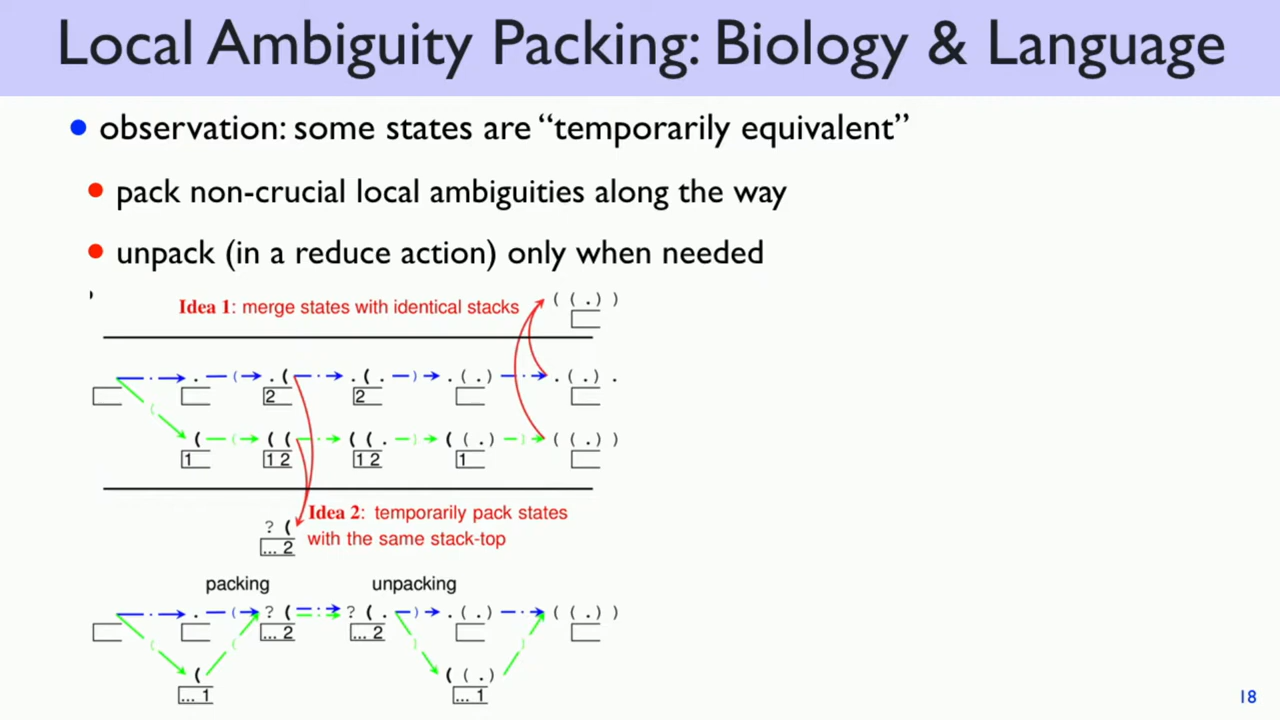 Local Ambiguity Packing: Biology & Language
• observation: some states are “temporarily equivalent”
• pack non-crucial local ambiguities along the way
• unpack (in a reduce action) only when needed
,
Idea 1: merge states with identical stacks
( ( . ) )
. ( . ( . ( . ) . ( . ) . ( . ) .
2 2
( ( ( ( ( . ) ( ( . ) ) ( ( . ) )
1 1 2 1 2 1
Idea 2: temporarily pack states
with the same stack-top
? (
... 2
packing unpacking
. ( ? ( . ? ( . ) . ( . ) . ( ( . ) )
... 2 ... 2
( ( ( . )
... 1 ... 1
18